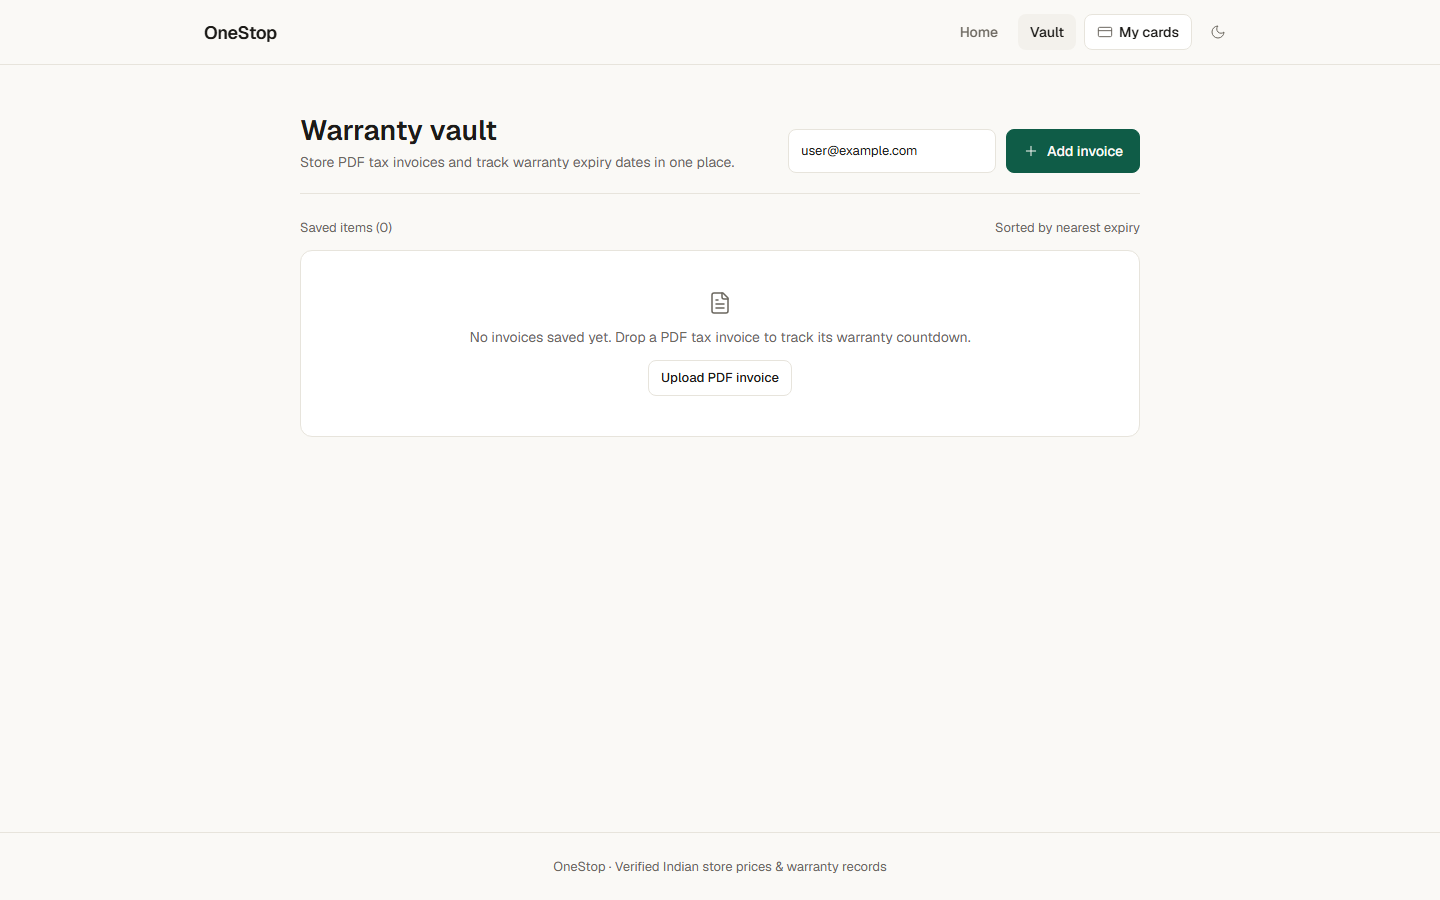 OneStop
Home
Vault
My cards
Warranty vault
Store PDF tax invoices and track warranty expiry dates in one place.
user@example.com
Add invoice
Saved items (0)
Sorted by nearest expiry
No invoices saved yet. Drop a PDF tax invoice to track its warranty countdown.
Upload PDF invoice
OneStop · Verified Indian store prices & warranty records